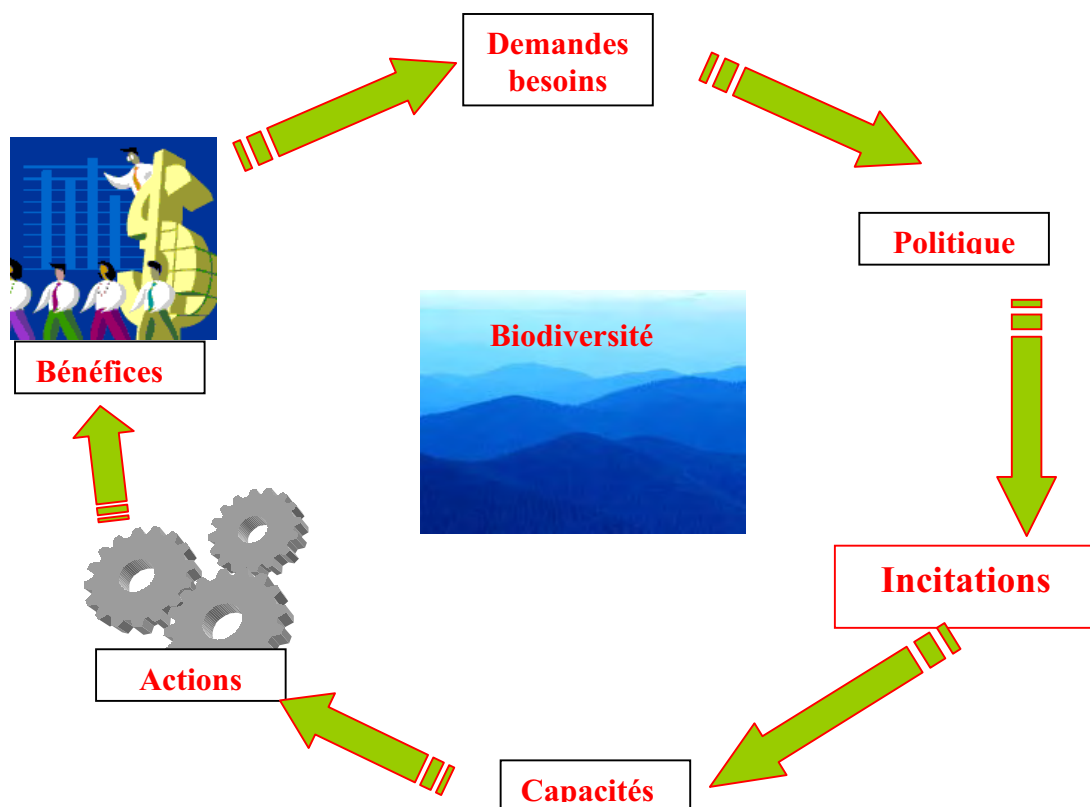 Demandes
besoins
Politique
Biodiversité
Bénéfices
Incitations
Actions
Capacités